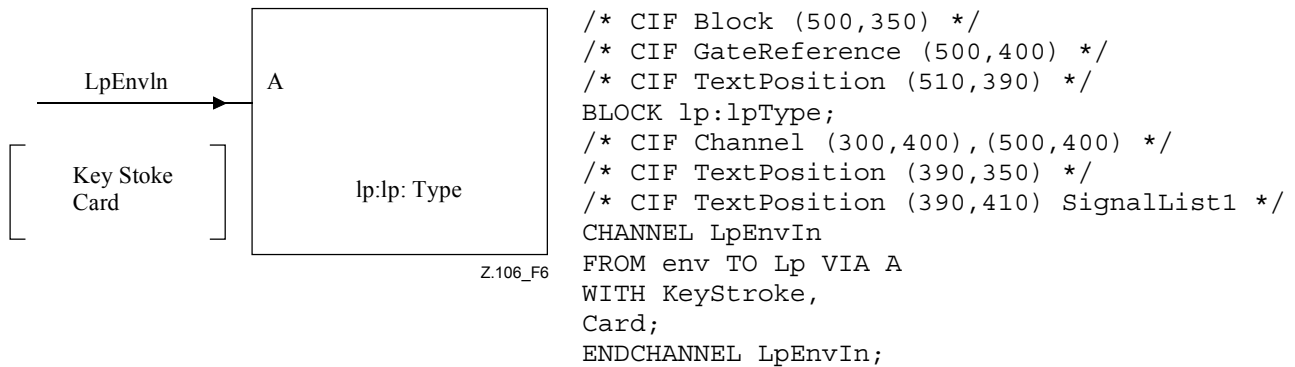 LpEnvln
A
Key Stoke
Card
lp:lp: Type
Z.106_F6
/* CIF Block (500,350) */
/* CIF GateReference (500,400) */
/* CIF TextPosition (510,390) */
BLOCK lp:lpType;
/* CIF Channel (300,400),(500,400) */
/* CIF TextPosition (390,350) */
/* CIF TextPosition (390,410) SignalList1 */
CHANNEL LpEnvIn
FROM env TO Lp VIA A
WITH KeyStroke,
Card;
ENDCHANNEL LpEnvIn;